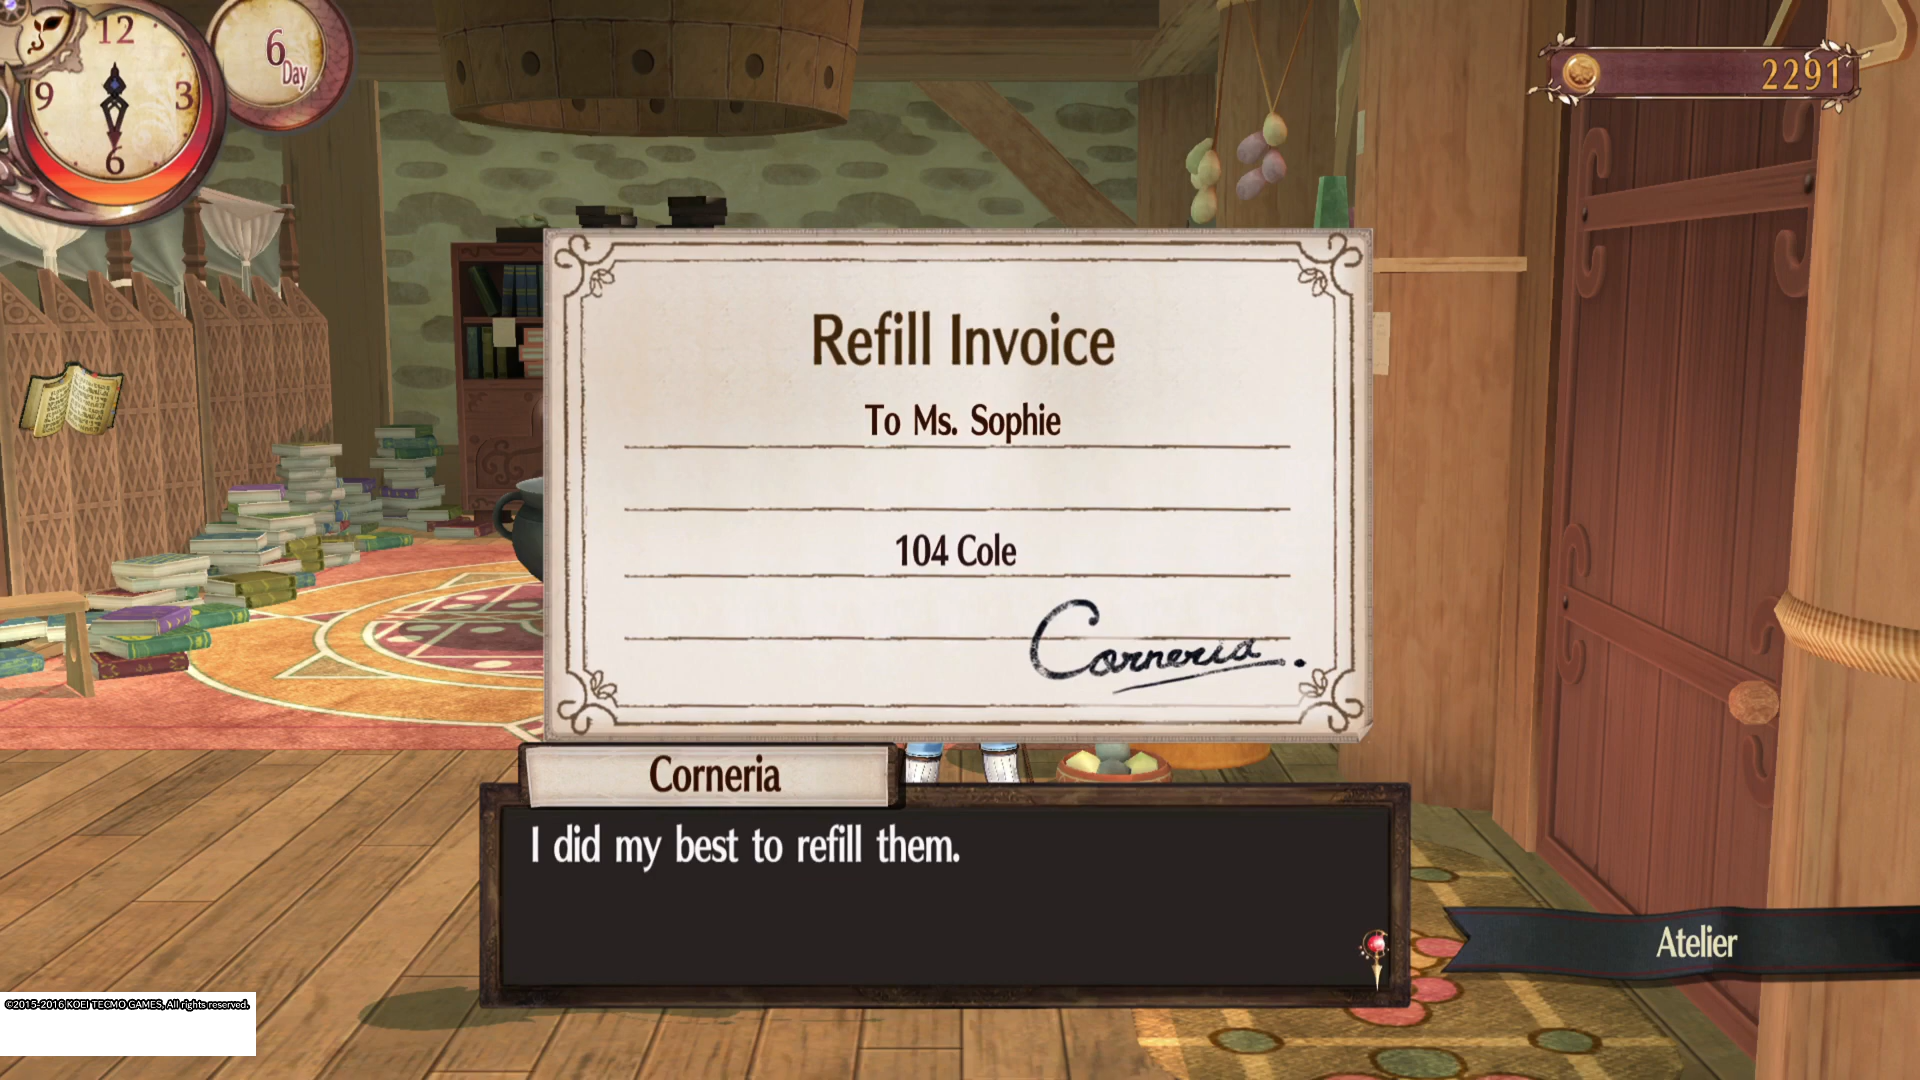 12
3
6
9
6
Day
2291
Refill Invoice
To Ms. Sophie
104 Cole
Corneria.
Corneria
I did my best to refill them.
Atelier
©2015-2016 KOEI TECMO GAMES, All rights reserved.